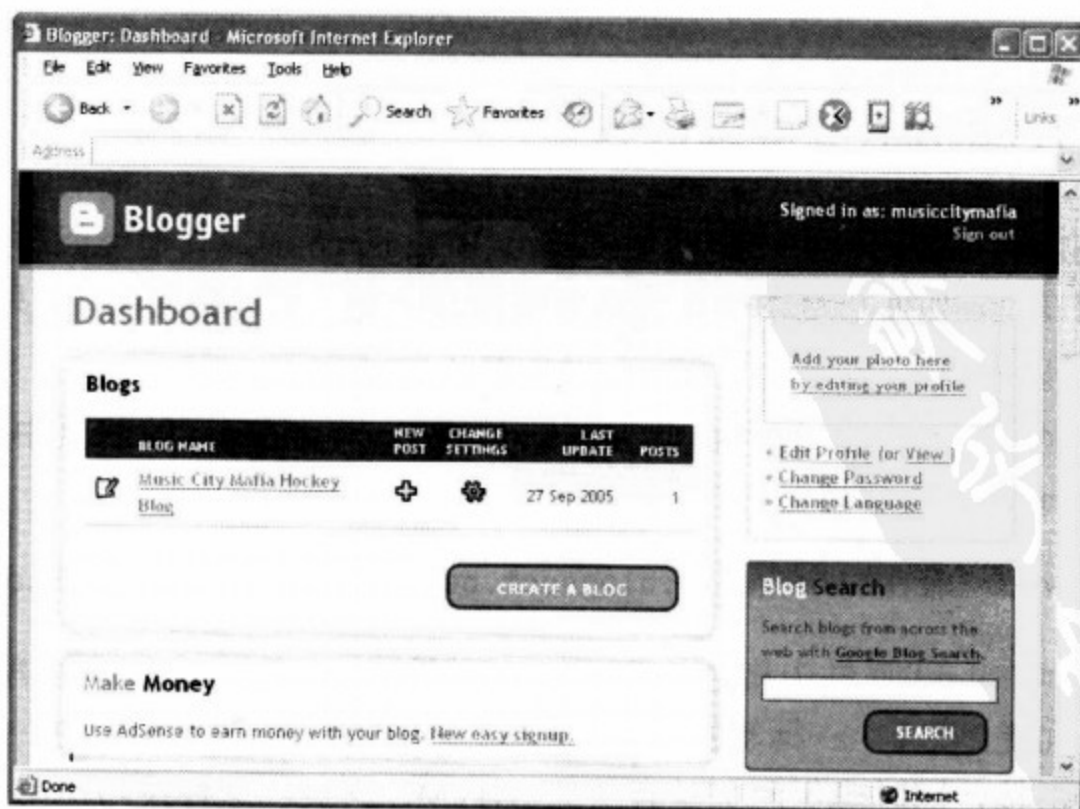 Blogger: Dashboard - Microsoft Internet Explorer
File Edit View Favorites Tools Help
Back Search Favorites Links
Address
Blogger
Signed in as: musiccitymafia
Sign out
Dashboard
Add your photo here
by editing your profile
Blogs
BLOG NAME NEW POST CHANGE SETTINGS LAST UPDATE POSTS
Music City Mafia Hockey
Blog
27 Sep 2005 1
Edit Profile (or View )
Change Password
Change Language
CREATE A BLOG
Blog Search
Search blogs from across the
web with Google Blog Search.
SEARCH
Make Money
Use AdSense to earn money with your blog. New easy signup.
Done Internet